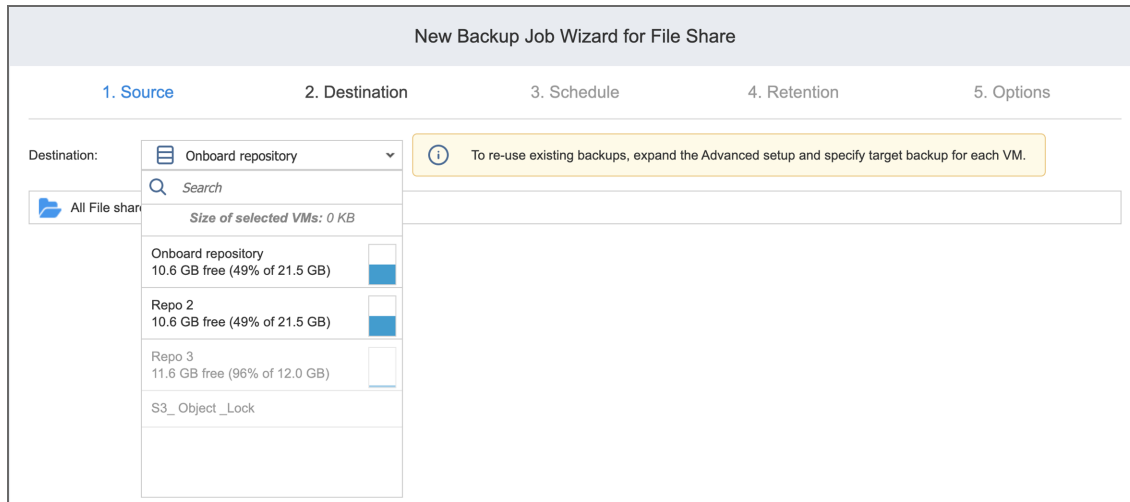 New Backup Job Wizard for File Share
1. Source
2. Destination
3. Schedule
4. Retention
5. Options
Destination:
Onboard repository
To re-use existing backups, expand the Advanced setup and specify target backup for each VM.
Search
All File
Size of selected VMs: 0 KB
Onboard repository
10.6 GB free (49% of 21.5 GB)
Repo 2
10.6 GB free (49% of 21.5 GB)
Repo 3
11.6 GB free (96% of 12.0 GB)
S3_ Object _Lock